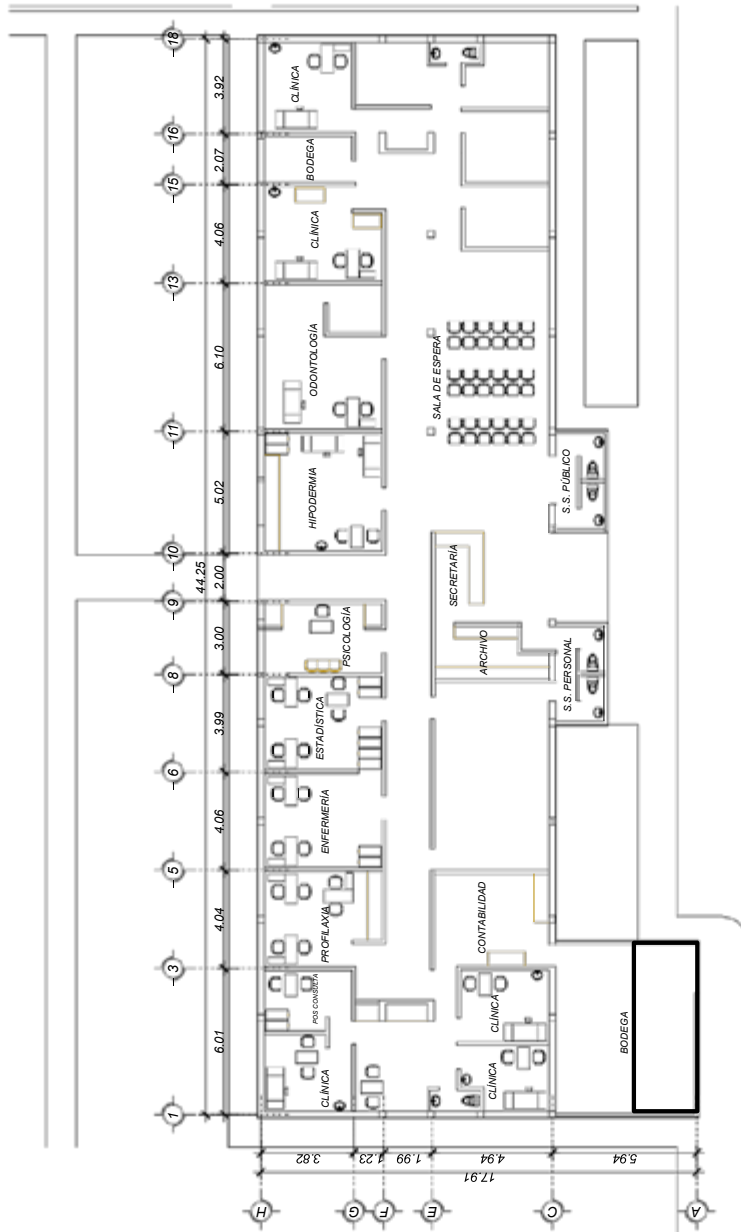 18
16
15
13
11
10
9
8
6
5
3
1
3.92
2.07
4.06
6.10
5.02
2.00
3.00
3.99
4.06
4.04
6.01
44.25
CLÍNICA
BODEGA
CLÍNICA
ODONTOLOGÍA
HIPODERMIA
PSICOLOGÍA
ESTADÍSTICA
ENFERMERÍA
PROFILAXIA
POS CONSULTA
CLÍNICA
SALA DE ESPERA
S.S. PÚBLICO
SECRETARÍA
ARCHIVO
S.S. PERSONAL
CONTABILIDAD
CLÍNICA
CLÍNICA
BODEGA
3.82
1.23
1.99
4.94
5.94
17.91
H
G
F
E
C
A